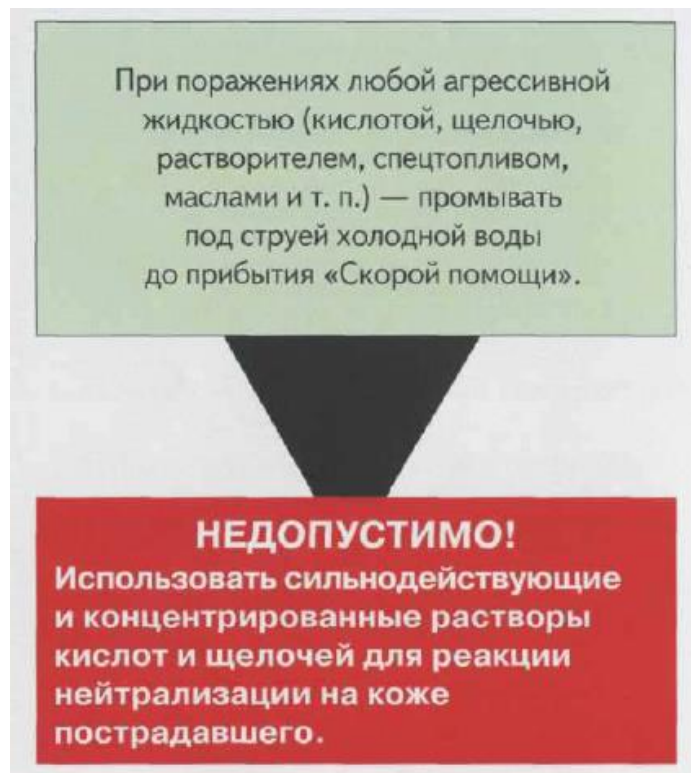 При поражениях любой агрессивной
жидкостью (кислотой, щелочью,
растворителем, спецтопливом,
маслами и т. п.) — промывать
под струей холодной воды
до прибытия «Скорой помощи».
НЕДОПУСТИМО!
Использовать сильнодействующие
и концентрированные растворы
кислот и щелочей для реакции
нейтрализации на коже
пострадавшего.